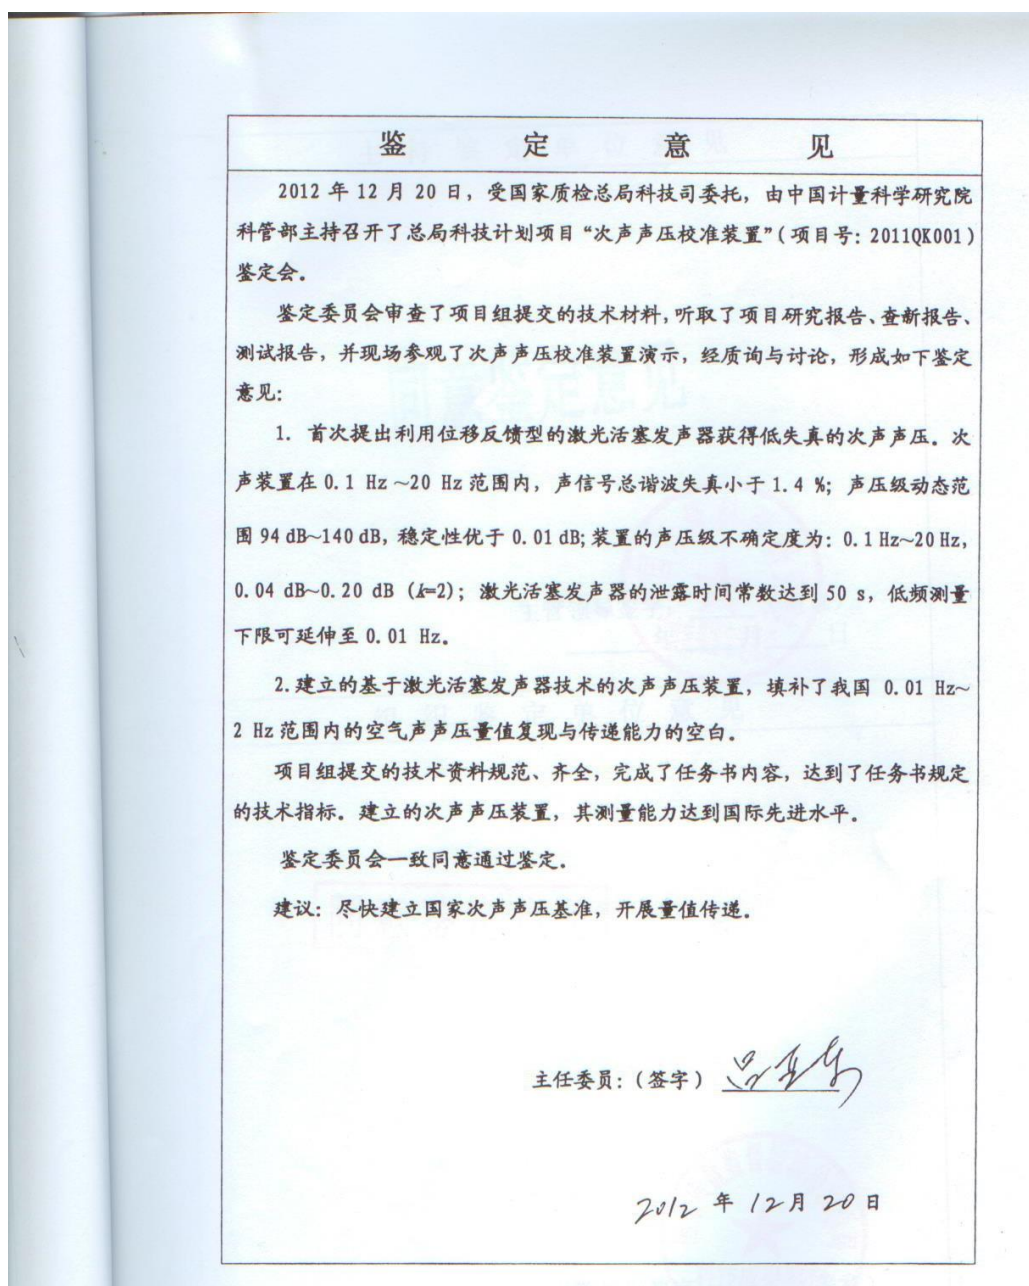 鉴定意见
2012 年 12 月 20 日，受国家质检总局科技司委托，由中国计量科学研究院
科管部主持召开了总局科技计划项目“次声声压校准装置”（项目号：2011QK001）
鉴定会。
鉴定委员会审查了项目组提交的技术材料，听取了项目研究报告、查新报告、
测试报告，并现场参观了次声声压校准装置演示，经质询与讨论，形成如下鉴定
意见：
1. 首次提出利用位移反馈型的激光活塞发声器获得低失真的次声声压。次
声装置在 0.1 Hz ~20 Hz 范围内，声信号总谐波失真小于 1.4 %；声压级动态范
围 94 dB~140 dB，稳定性优于 0.01 dB；装置的声压级不确定度为：0.1 Hz~20 Hz，
0.04 dB~0.20 dB（k=2）；激光活塞发声器的泄露时间常数达到 50 s，低频测量
下限可延伸至 0.01 Hz。
2.建立的基于激光活塞发声器技术的次声声压装置，填补了我国 0.01 Hz~
2 Hz 范围内的空气声声压量值复现与传递能力的空白。
项目组提交的技术资料规范、齐全，完成了任务书内容，达到了任务书规定
的技术指标。建立的次声声压装置，其测量能力达到国际先进水平。
鉴定委员会一致同意通过鉴定。
建议：尽快建立国家次声声压基准，开展量值传递。
主任委员：（签字）
2012 年 12 月 20 日